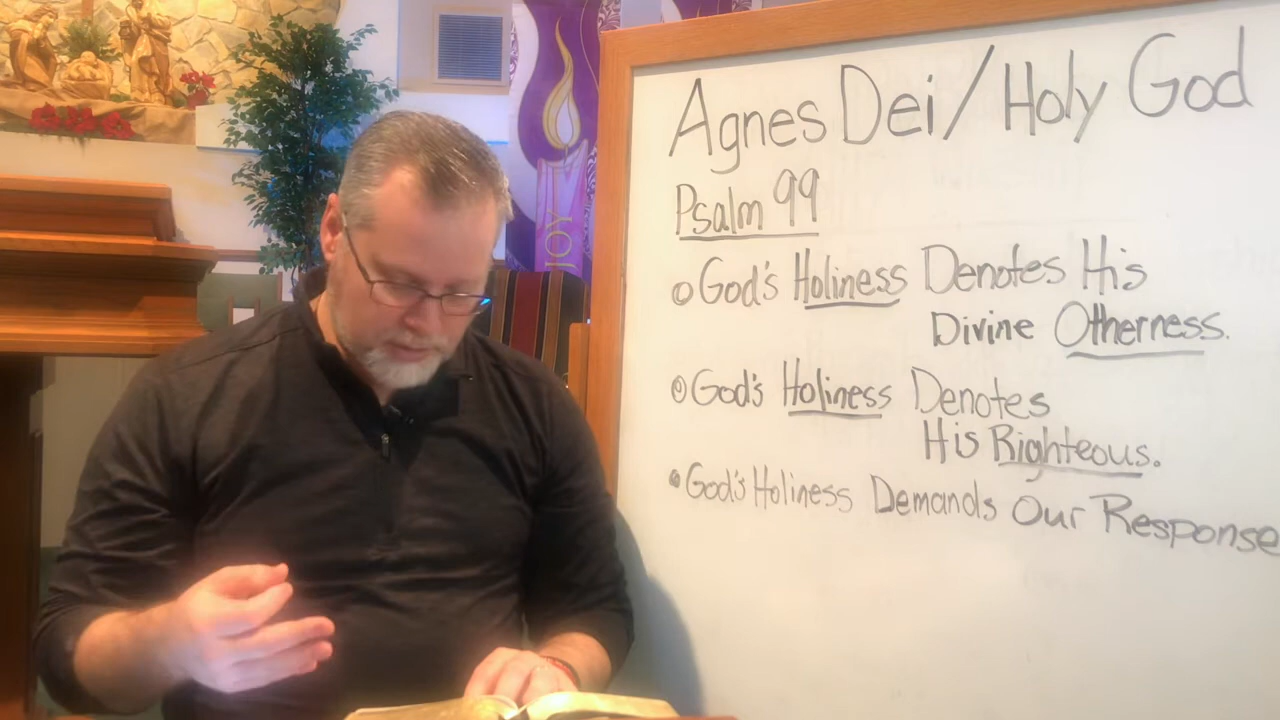 Agnes Dei / Holy God
Psalm 99
God's Holiness Denotes His
Divine Otherness.
God's Holiness Denotes
His Righteous.
God's Holiness Demands Our Response
JOY